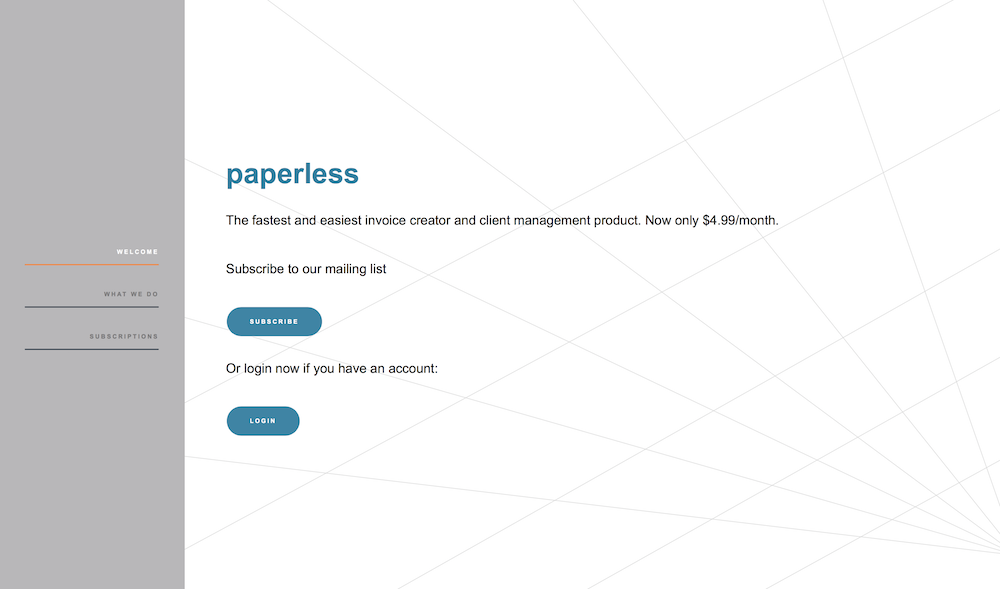 WELCOME
WHAT WE DO
SUBSCRIPTIONS
paperless
The fastest and easiest invoice creator and client management product. Now only $4.99/month.
Subscribe to our mailing list
SUBSCRIBE
Or login now if you have an account:
LOGIN